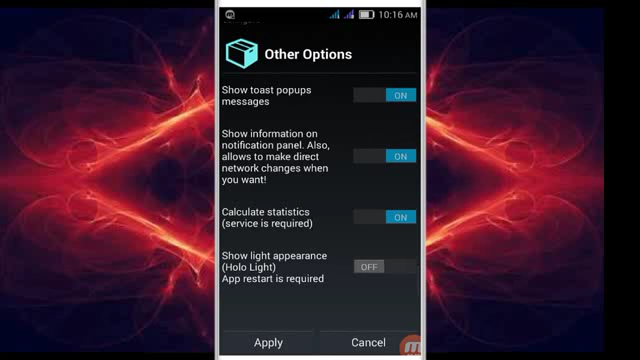 10:16 AM
Other Options
Show toast popups
messages
ON
Show information on
notification panel. Also,
allows to make direct
network changes when
you want!
ON
Calculate statistics
(service is required)
ON
Show light appearance
(Holo Light)
App restart is required
OFF
Apply
Cancel